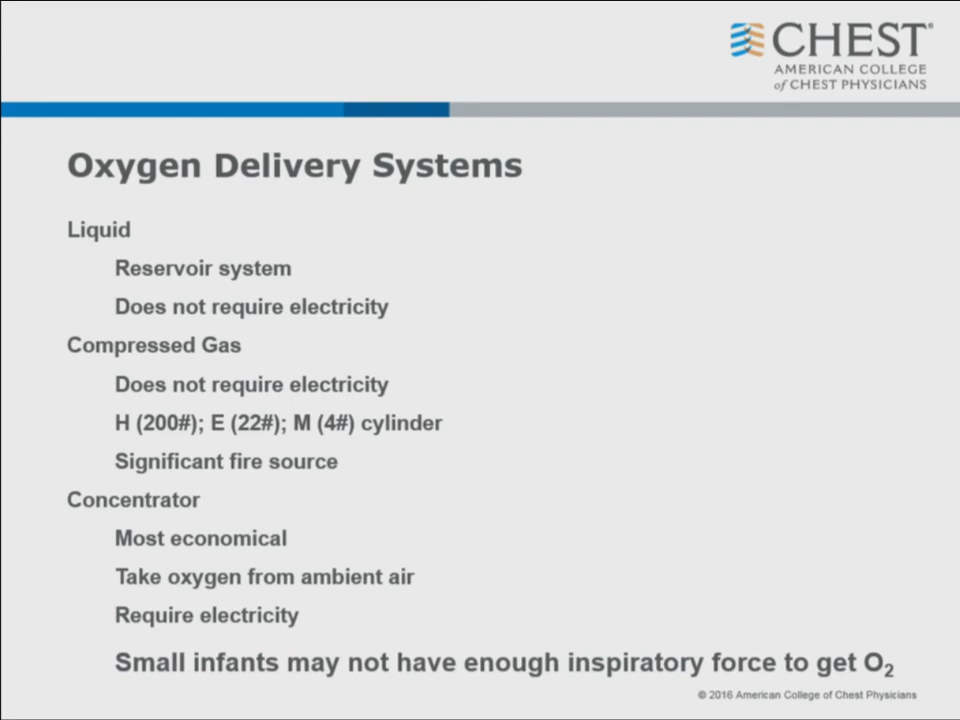 CHEST®
AMERICAN COLLEGE
of CHEST PHYSICIANS
Oxygen Delivery Systems
Liquid
Reservoir system
Does not require electricity
Compressed Gas
Does not require electricity
H (200#); E (22#); M (4#) cylinder
Significant fire source
Concentrator
Most economical
Take oxygen from ambient air
Require electricity
Small infants may not have enough inspiratory force to get O₂
© 2016 American College of Chest Physicians